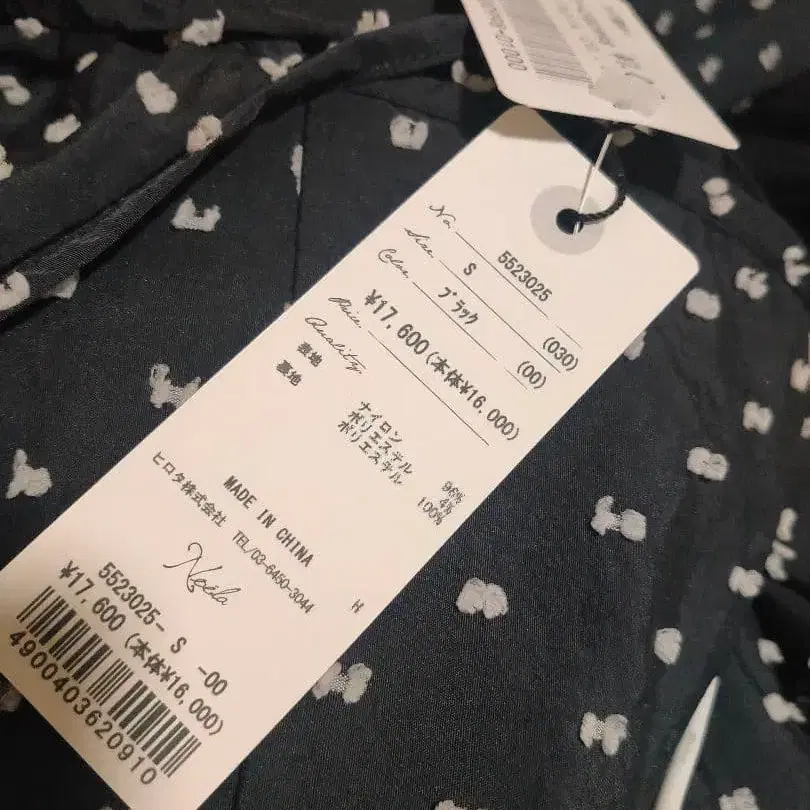 No. 5523025
Size. S (030)
Color. ブラック (00)
Price. ¥17,600(本体¥16,000)
Quality.
表地 ナイロン 96%
ポリエステル 4%
裏地 ポリエステル 100%
MADE IN CHINA
ヒロタ株式会社 TEL/03-6450-3044
H
Noela
5523025- S -00
¥17,600(本体¥16,000)
4900403620910